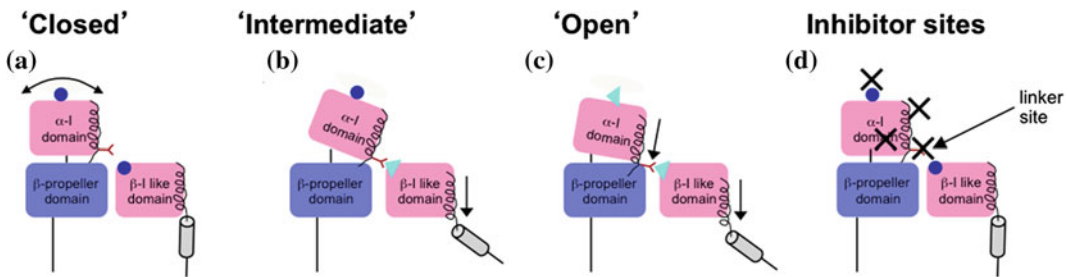 'Closed'
'Intermediate'
'Open'
Inhibitor sites
(a)
(b)
(c)
(d)
α-I
domain
β-propeller
domain
β-I like
domain
α-I
domain
β-propeller
domain
β-I like
domain
α-I
domain
β-propeller
domain
β-I like
domain
α-I
domain
β-propeller
domain
β-I like
domain
linker
site